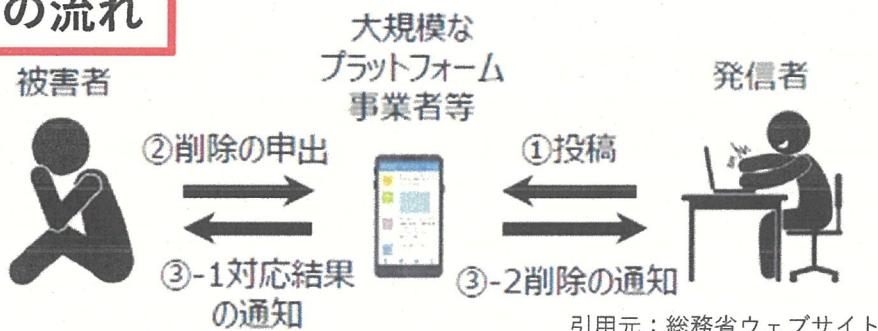 の流れ
大規模な
プラットフォーム
事業者等
被害者
発信者
②削除の申出
①投稿
③-1対応結果
の通知
③-2削除の通知
引用元：総務省ウェブサイト